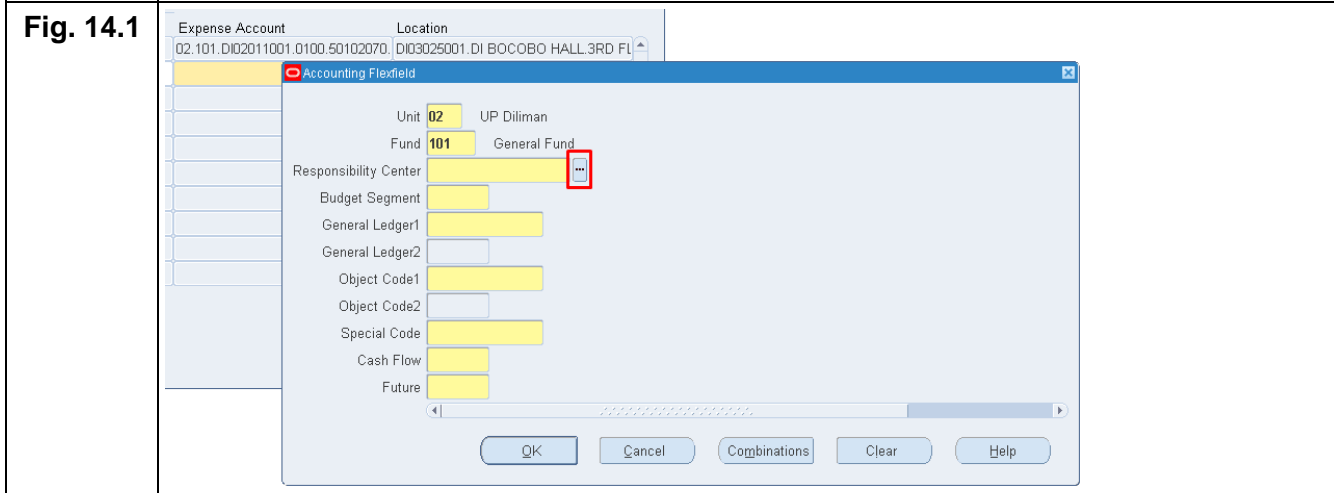 Fig. 14.1
Expense Account Location
02.101.DI02011001.0100.50102070. DI03025001.DI BOCOBO HALL.3RD FL
Accounting Flexfield
Unit 02 UP Diliman
Fund 101 General Fund
Responsibility Center ...
Budget Segment
General Ledger1
General Ledger2
Object Code1
Object Code2
Special Code
Cash Flow
Future
OK Cancel Combinations Clear Help